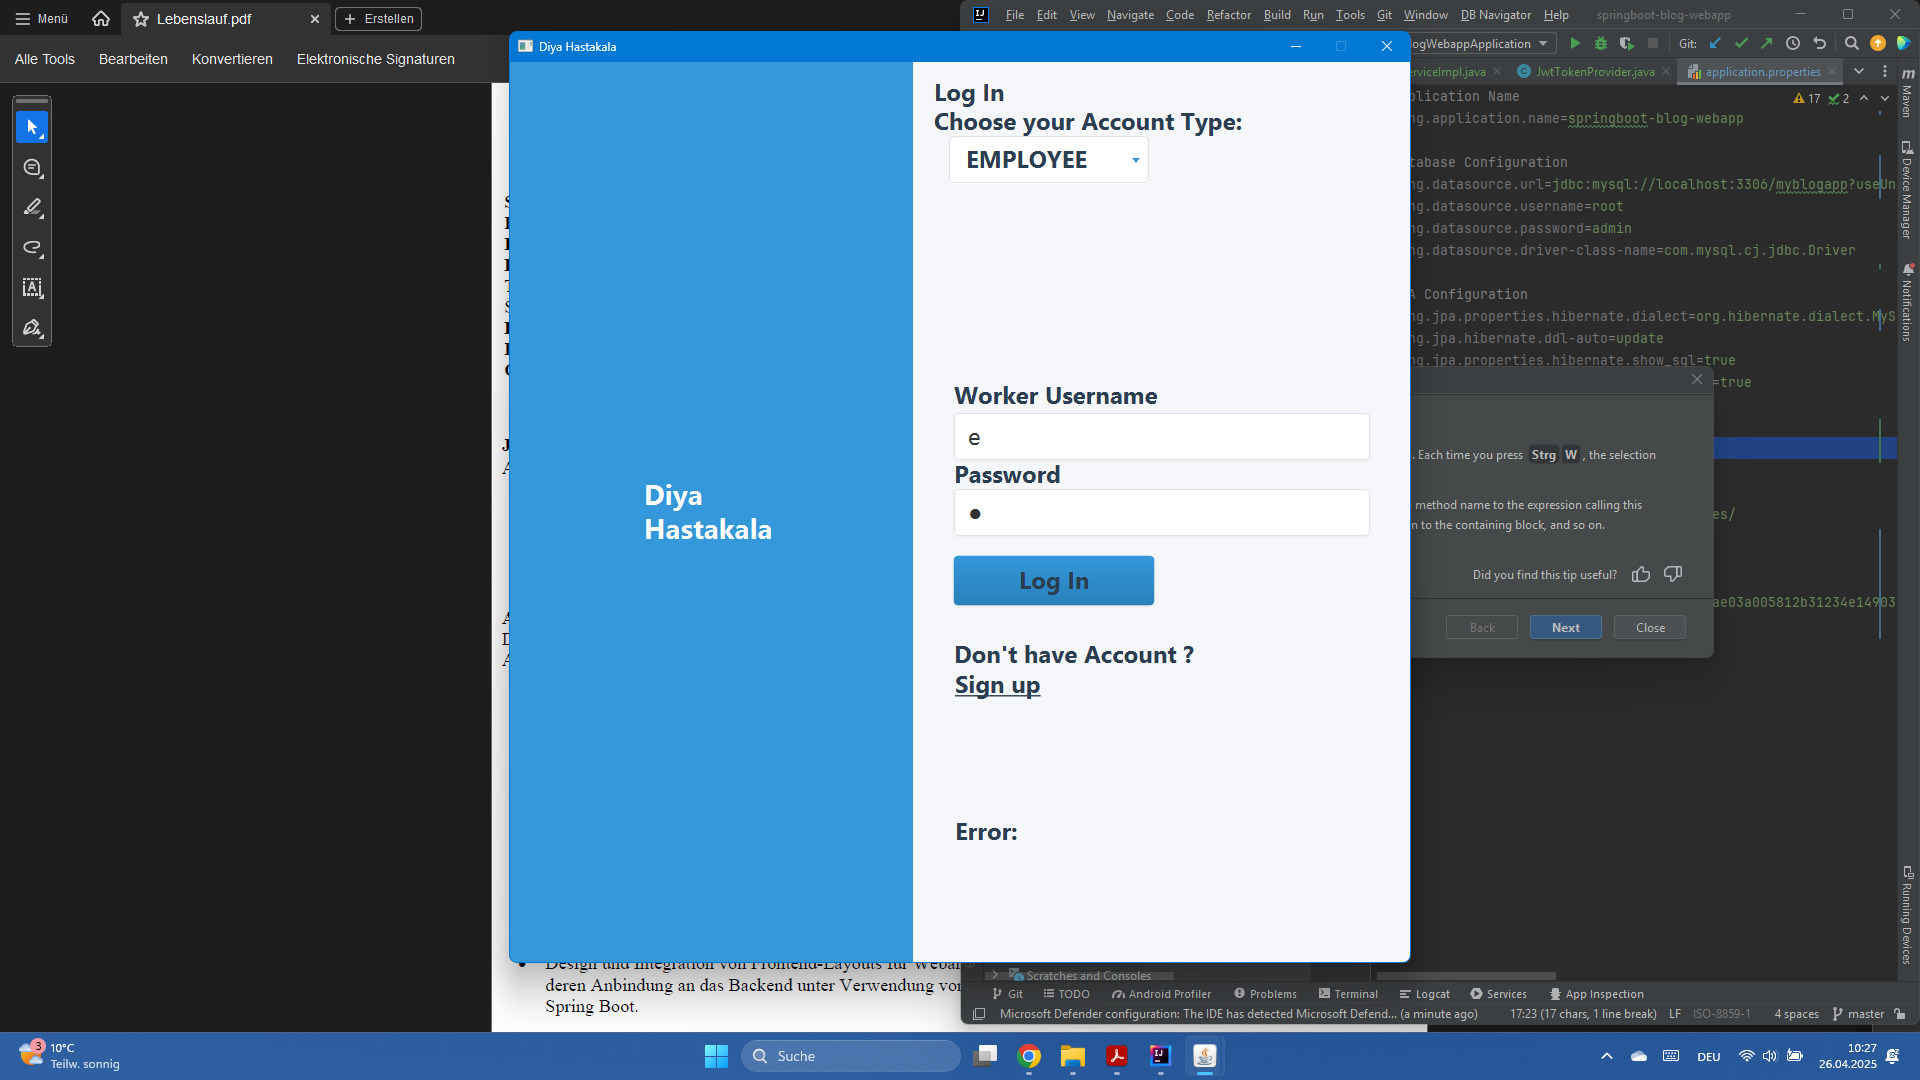 Menü
Lebenslauf.pdf
Erstellen
Alle Tools
Bearbeiten
Konvertieren
Elektronische Signaturen
Diya Hastakala
Log In
Choose your Account Type:
EMPLOYEE
Worker Username
e
Password
Log In
Don't have Account ?
Sign up
Error:
Diya
Hastakala
File Edit View Navigate Code Refactor Build Run Tools Git Window DB Navigator Help
springboot-blog-webapp
ogWebappApplication
Git:
erviceImpl.java
JwtTokenProvider.java
application.properties
17 2
plication Name
ng.application.name=springboot-blog-webapp
tabase Configuration
ng.datasource.url=jdbc:mysql://localhost:3306/myblogapp?useUn
ng.datasource.username=root
ng.datasource.password=admin
ng.datasource.driver-class-name=com.mysql.cj.jdbc.Driver
A Configuration
ng.jpa.properties.hibernate.dialect=org.hibernate.dialect.MyS
ng.jpa.hibernate.ddl-auto=update
ng.jpa.properties.hibernate.show_sql=true
=true
. Each time you press Strg W , the selection
method name to the expression calling this
n to the containing block, and so on.
es/
Did you find this tip useful?
ae03a005812b31234e14903
Back
Next
Close
Maven
Device Manager
Notifications
Running Devices
Design und Integration von Frontend-Layouts für Weban
deren Anbindung an das Backend unter Verwendung vo
Spring Boot.
Scratches and Consoles
Git
TODO
Android Profiler
Problems
Terminal
Logcat
Services
App Inspection
Microsoft Defender configuration: The IDE has detected Microsoft Defend... (a minute ago)
17:23 (17 chars, 1 line break)
LF
ISO-8859-1
4 spaces
master
3
10°C
Teilw. sonnig
Suche
DEU
10:27
26.04.2025